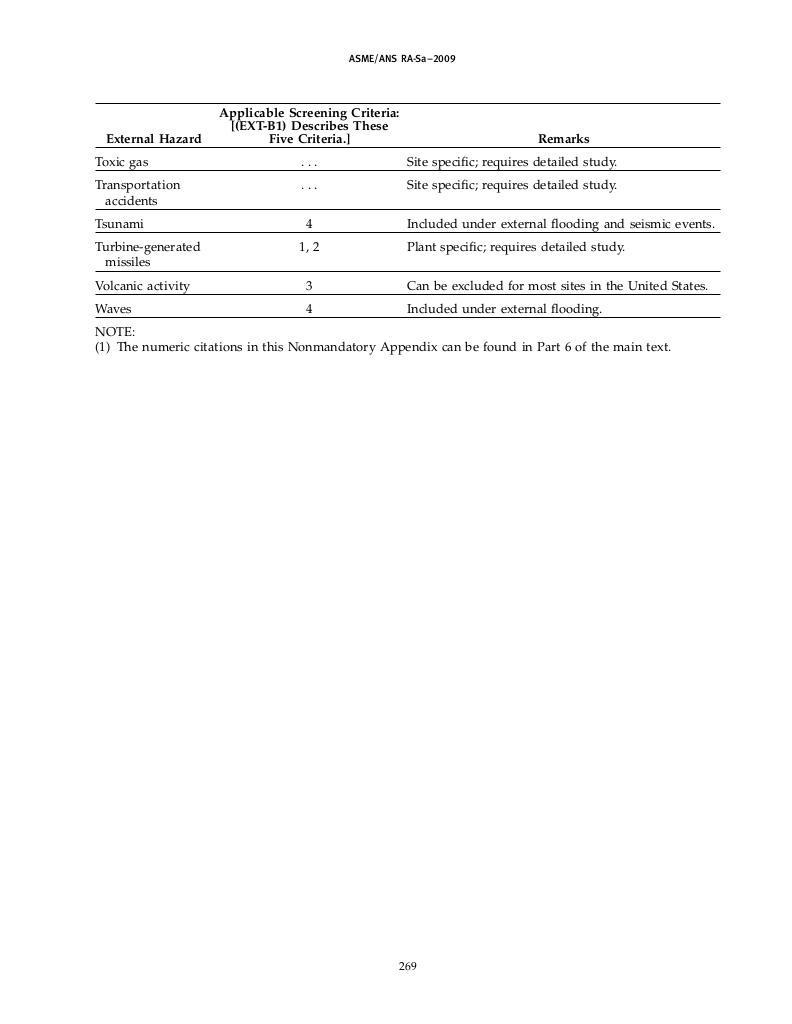 ASME/ANS RA-Sa–2009
Applicable Screening Criteria:
[(EXT-B1) Describes These
External Hazard Five Criteria.] Remarks
Toxic gas . . . Site specific; requires detailed study.
Transportation . . . Site specific; requires detailed study.
accidents
Tsunami 4 Included under external flooding and seismic events.
Turbine-generated 1, 2 Plant specific; requires detailed study.
missiles
Volcanic activity 3 Can be excluded for most sites in the United States.
Waves 4 Included under external flooding.
NOTE:
(1) The numeric citations in this Nonmandatory Appendix can be found in Part 6 of the main text.
269